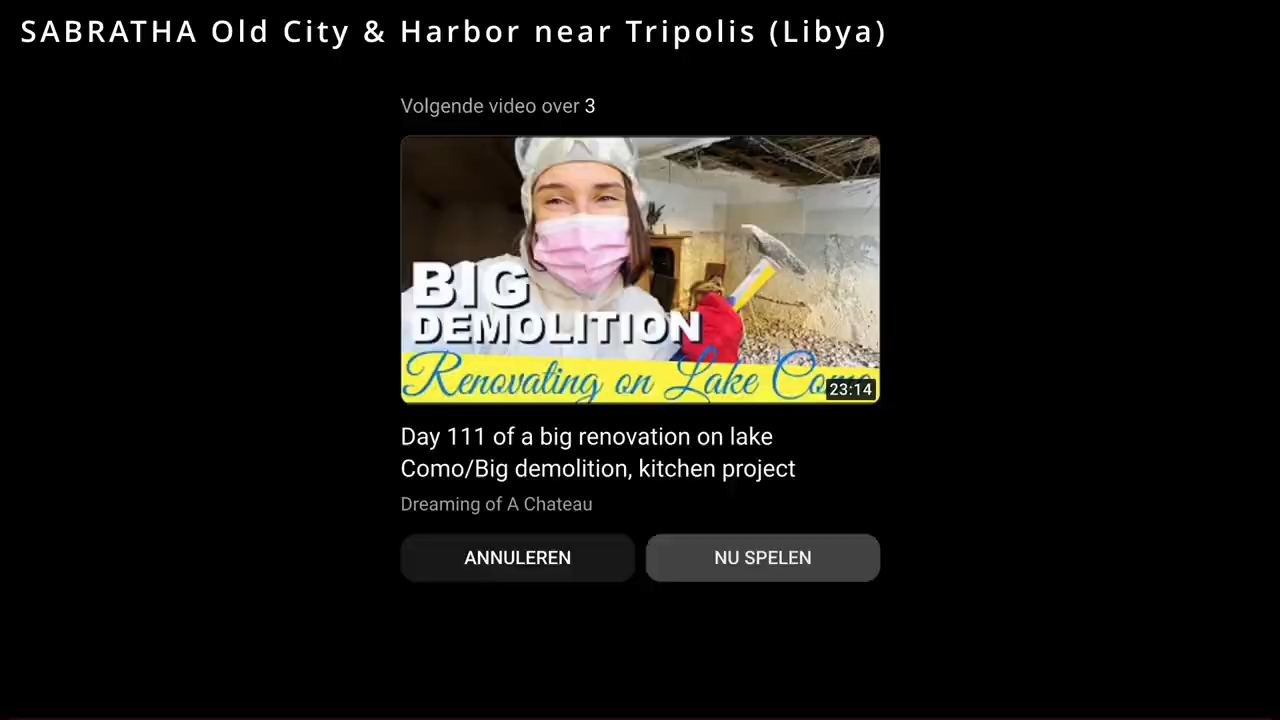 SABRATHA Old City & Harbor near Tripolis (Libya)
Volgende video over 3
BIG
DEMOLITION
Renovating on Lake Como
23:14
Day 111 of a big renovation on lake
Como/Big demolition, kitchen project
Dreaming of A Chateau
ANNULEREN
NU SPELEN